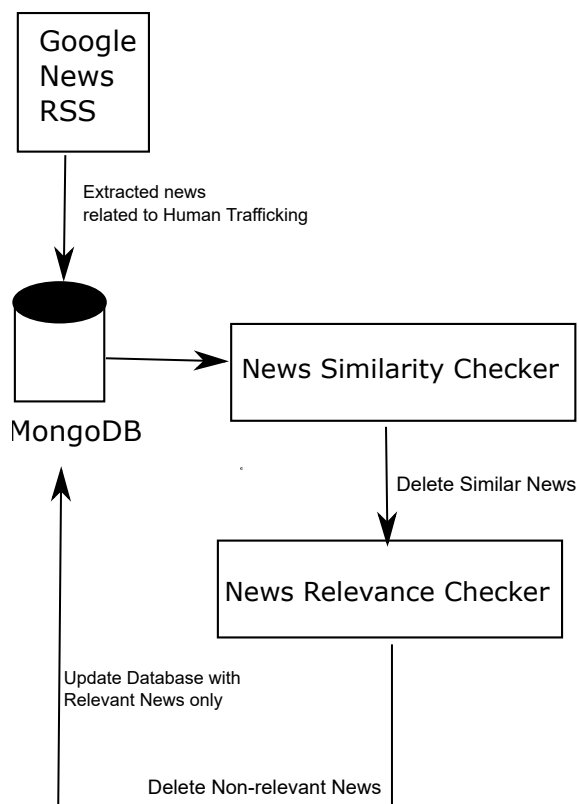 Google
News
RSS
Extracted news
related to Human Trafficking
MongoDB
News Similarity Checker
Delete Similar News
News Relevance Checker
Update Database with
Relevant News only
Delete Non-relevant News